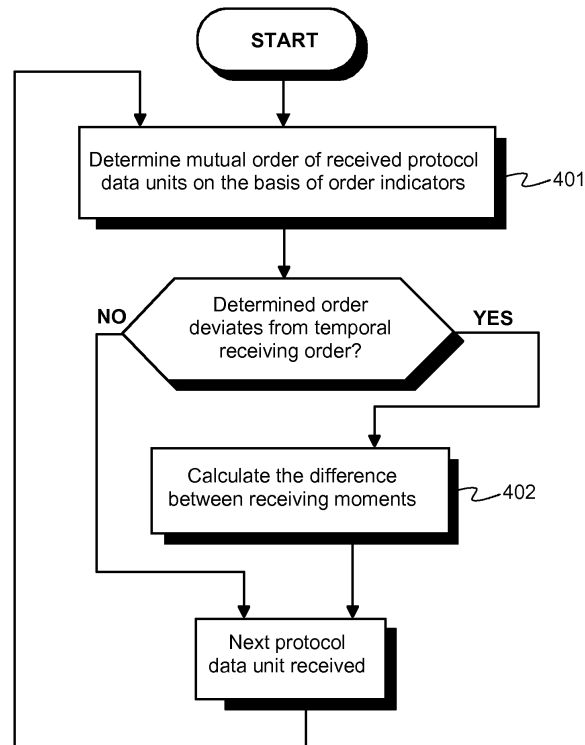 START
Determine mutual order of received protocol
data units on the basis of order indicators
401
Determined order
deviates from temporal
receiving order?
NO
YES
Calculate the difference
between receiving moments
402
Next protocol
data unit received